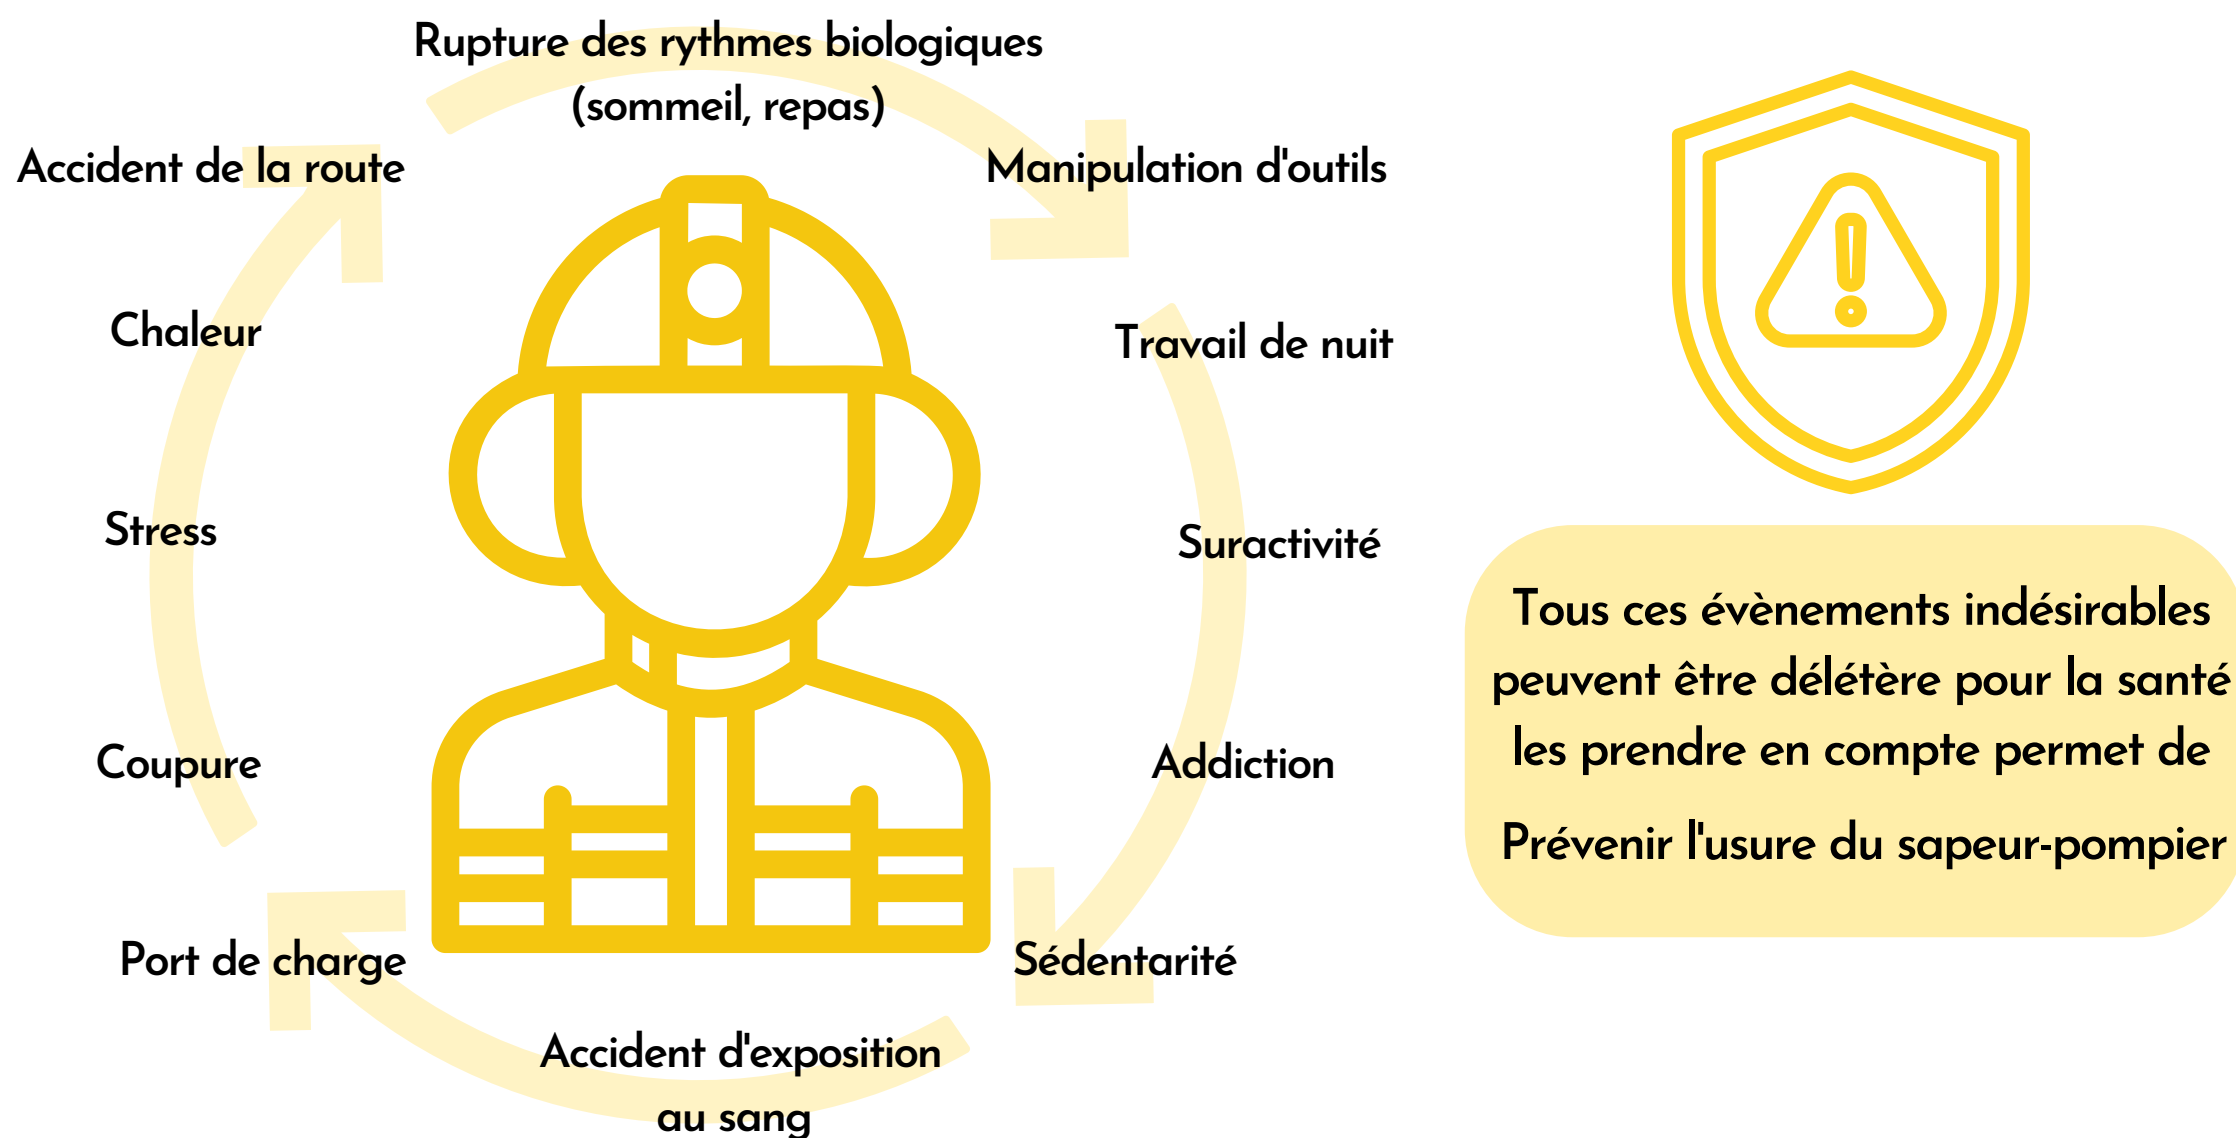 Rupture des rythmes biologiques
(sommeil, repas)
Accident de la route
Manipulation d'outils
Chaleur
Travail de nuit
Stress
Suractivité
Coupure
Addiction
Port de charge
Sédentarité
Accident d'exposition
au sang
Tous ces évènements indésirables
peuvent être délétère pour la santé
les prendre en compte permet de
Prévenir l'usure du sapeur-pompier